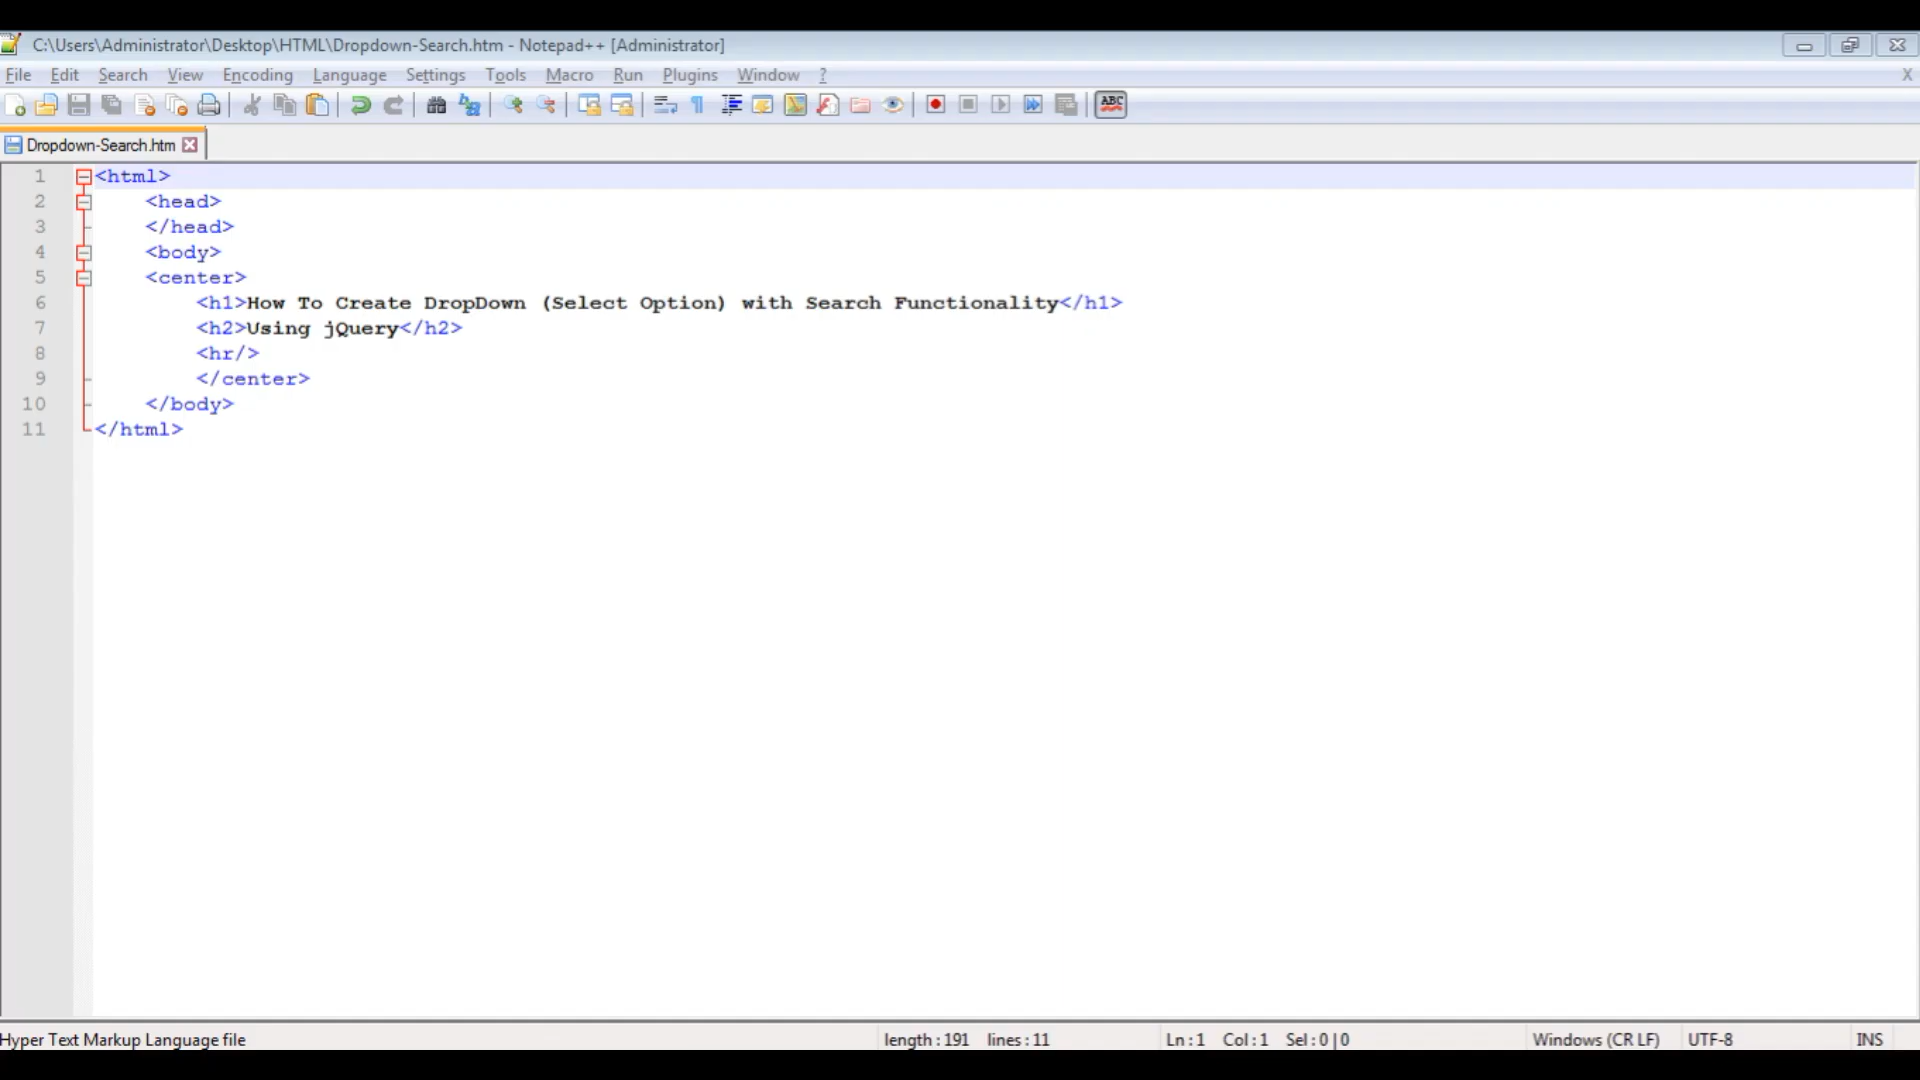 C:\Users\Administrator\Desktop\HTML\Dropdown-Search.htm - Notepad++ [Administrator]
File Edit Search View Encoding Language Settings Tools Macro Run Plugins Window ? X
ABC
Dropdown-Search.htm
1 <html>
2 <head>
3 </head>
4 <body>
5 <center>
6 <h1>How To Create DropDown (Select Option) with Search Functionality</h1>
7 <h2>Using jQuery</h2>
8 <hr/>
9 </center>
10 </body>
11 </html>
Hyper Text Markup Language file length : 191 lines : 11 Ln : 1 Col : 1 Sel : 0 | 0 Windows (CR LF) UTF-8 INS